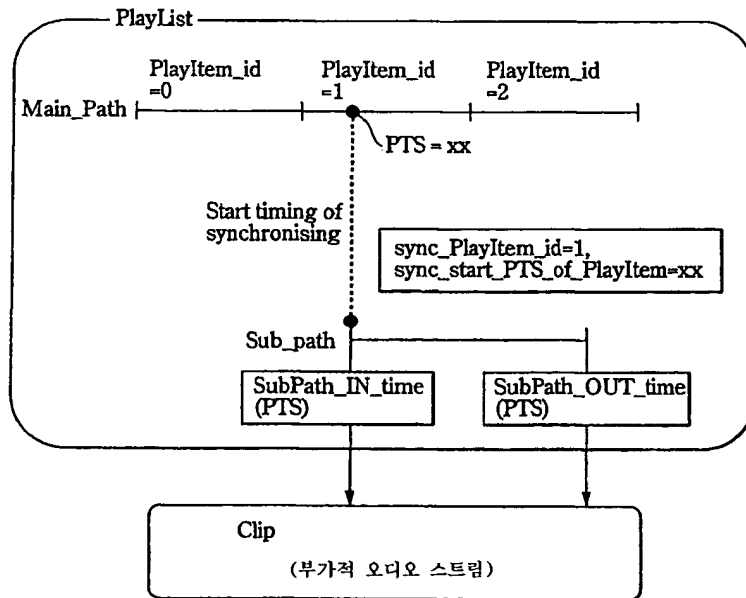 PlayList
PlayItem_id
=0
PlayItem_id
=1
PlayItem_id
=2
Main_Path
PTS = xx
Start timing of
synchronising
sync_PlayItem_id=1,
sync_start_PTS_of_PlayItem=xx
Sub_path
SubPath_IN_time
(PTS)
SubPath_OUT_time
(PTS)
Clip
(부가적 오디오 스트림)